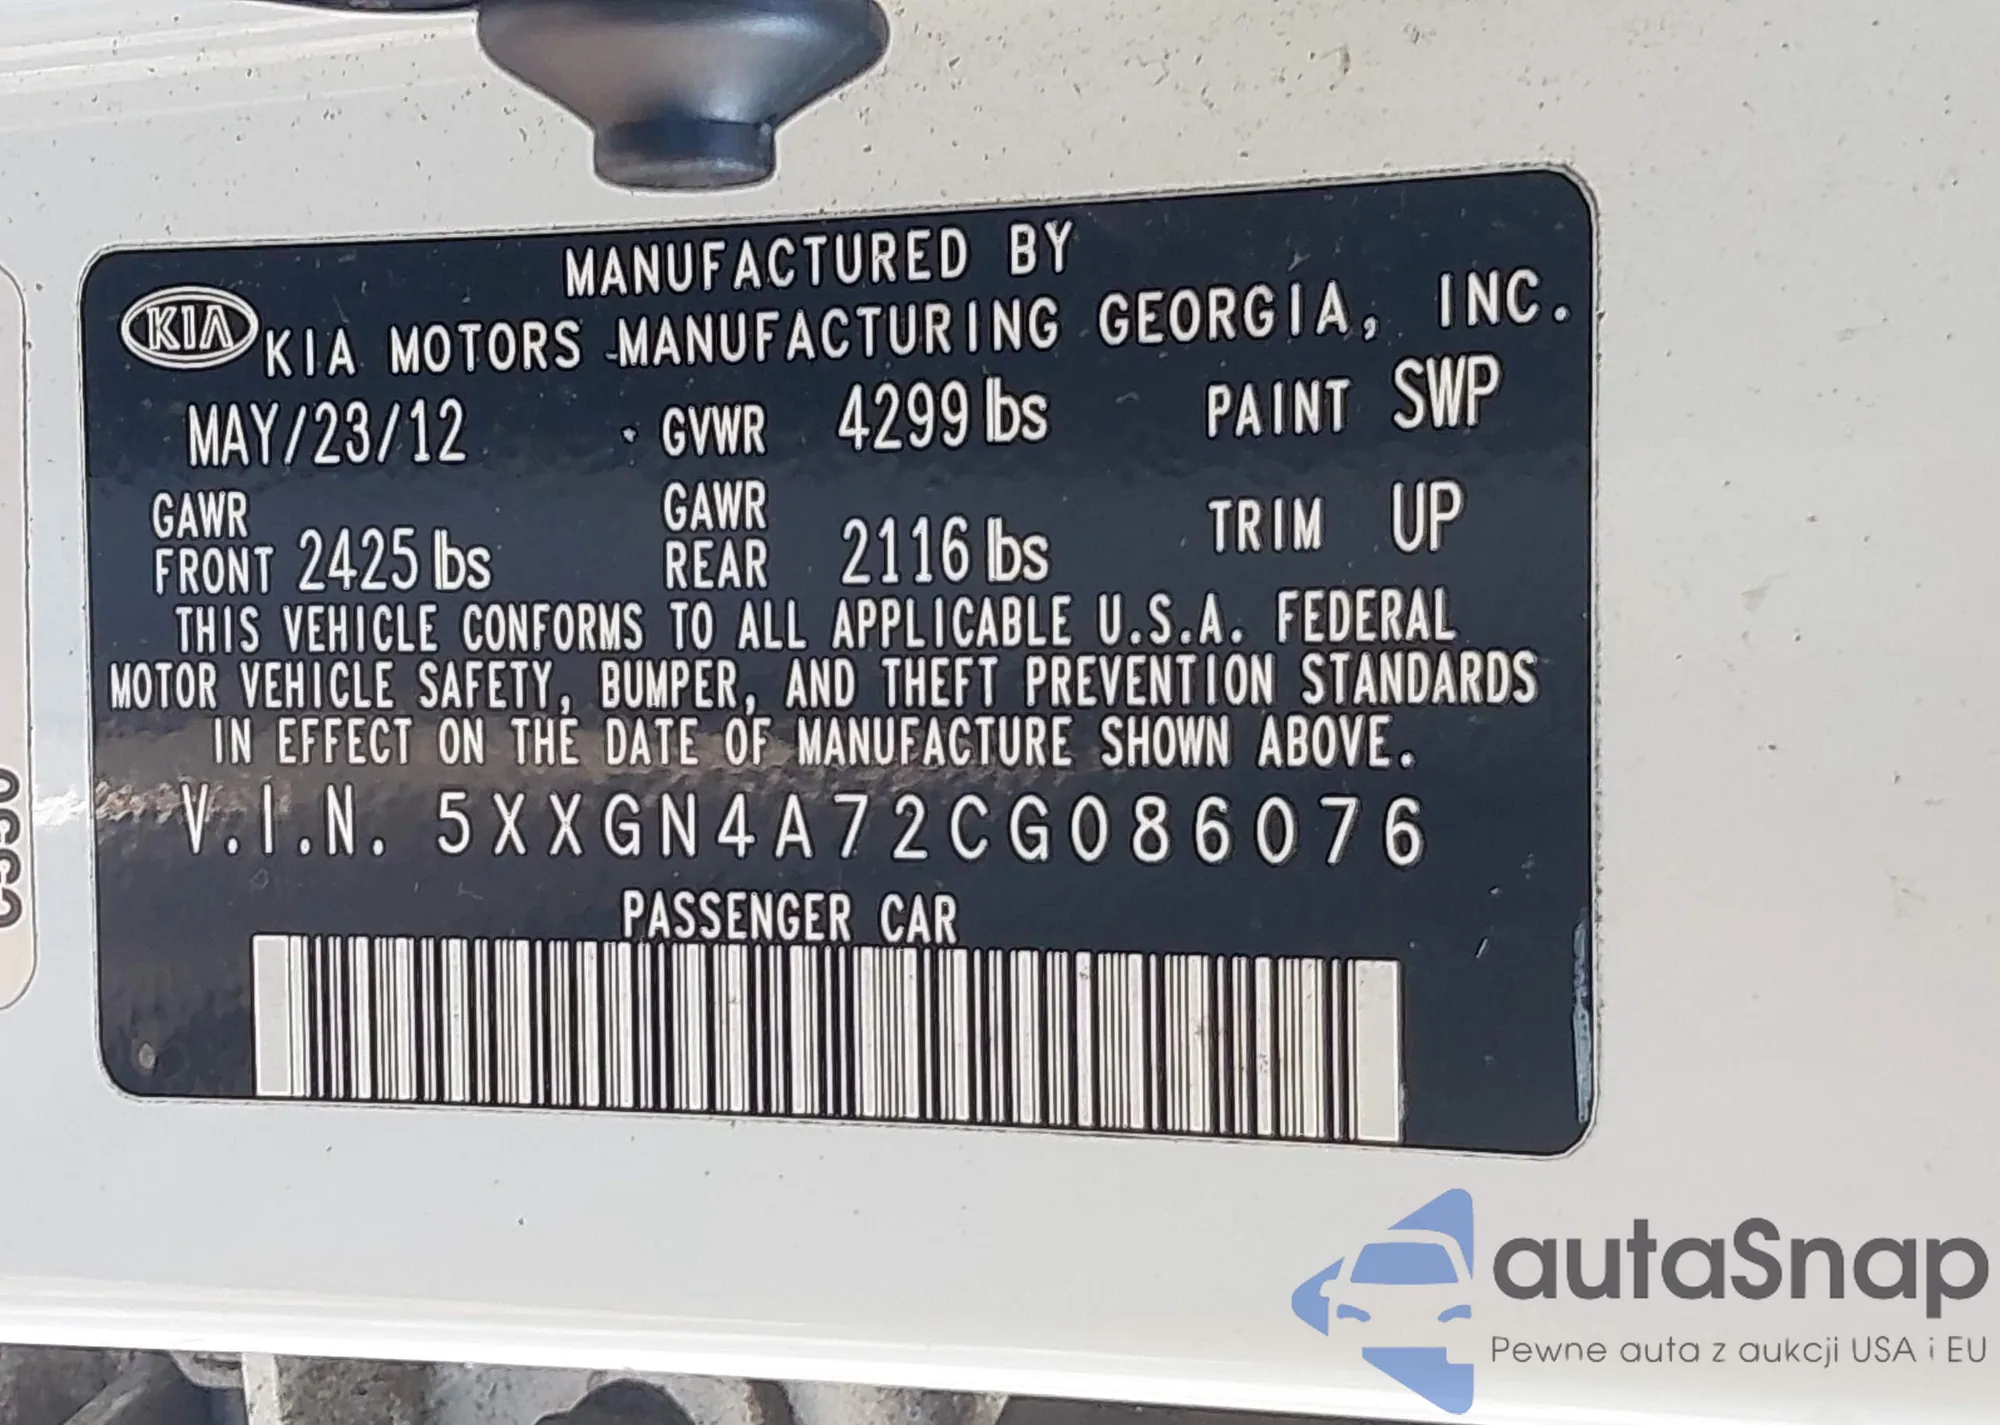 MANUFACTURED BY
KIA KIA MOTORS MANUFACTURING GEORGIA, INC.
MAY/23/12 GVWR 4299 lbs PAINT SWP
GAWR FRONT 2425 lbs GAWR REAR 2116 lbs TRIM UP
THIS VEHICLE CONFORMS TO ALL APPLICABLE U.S.A. FEDERAL
MOTOR VEHICLE SAFETY, BUMPER, AND THEFT PREVENTION STANDARDS
IN EFFECT ON THE DATE OF MANUFACTURE SHOWN ABOVE.
V.I.N. 5XXGN4A72CG086076
PASSENGER CAR
autaSnap
Pewne auta z aukcji USA i EU